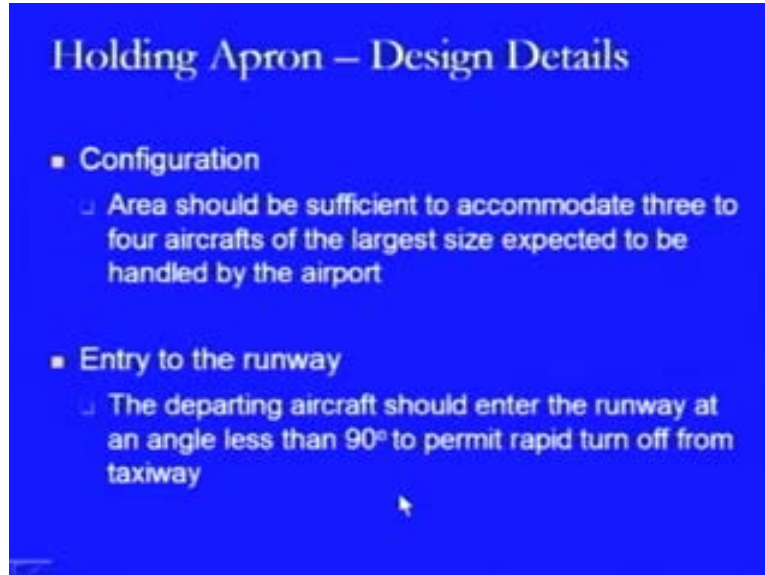 Holding Apron – Design Details
Configuration
Area should be sufficient to accommodate three to
four aircrafts of the largest size expected to be
handled by the airport
Entry to the runway
The departing aircraft should enter the runway at
an angle less than 90° to permit rapid turn off from
taxiway